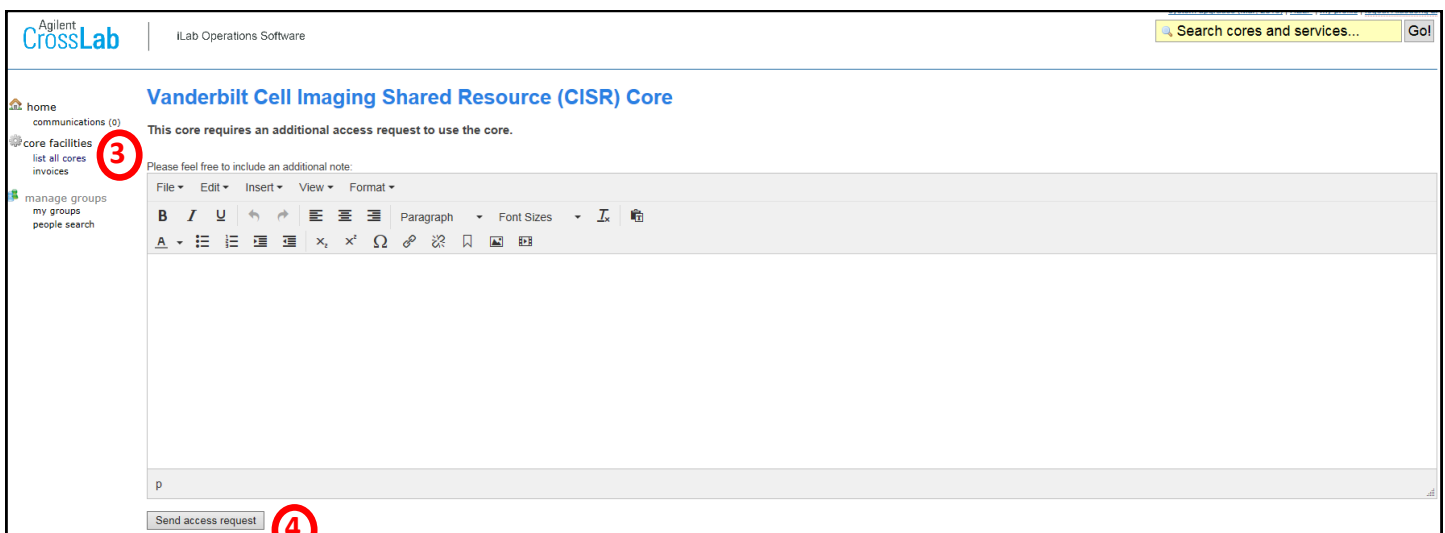 Agilent
CrossLab
iLab Operations Software
Search cores and services...
Go!
home
communications (0)
core facilities
list all cores
invoices
3
manage groups
my groups
people search
Vanderbilt Cell Imaging Shared Resource (CISR) Core
This core requires an additional access request to use the core.
Please feel free to include an additional note:
File Edit Insert View Format
B I U Paragraph Font Sizes Ix
A x₂ x² Ω
p
Send access request
4